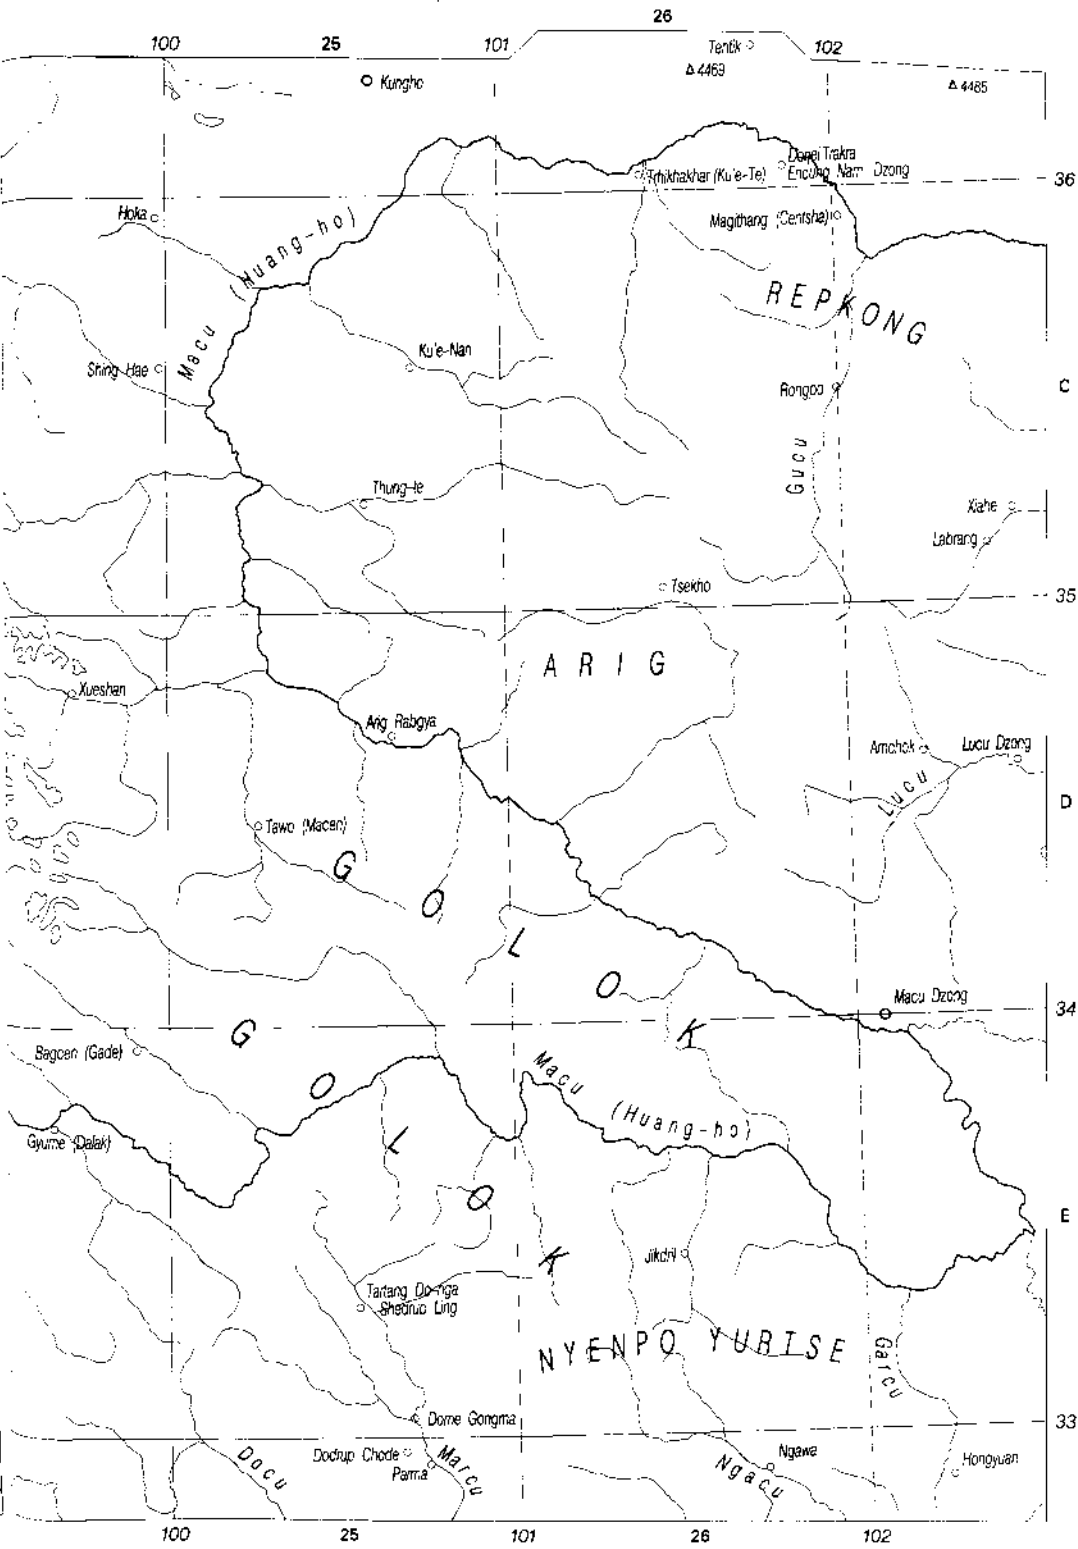 26
100 25 101 Tentik 102
4469
Kungho
4485
Donei Trakra
Trhikhakhar (Ku'e-Te) Encung Nam Dzong
36
Hoka
Magithang (Centsha)
Macu (Huang-ho)
REPKONG
Ku'e-Nan
Shing Hae
C
Rongoo
Gucu
Thung-te
Xiahe
Labrang
Tsekho
35
ARIG
Xueshan
Arig Rabgya
Amchok Lucu Dzong
Lucu
D
Tawo (Macen)
GOLOK
Macu Dzong
34
GOLOK
Bagcen (Gade)
Macu (Huang-ho)
Gyume (Dalak)
E
Jikdril
Tartang Do-nga
Shedrub Ling
NYENPO YURTSE
Garcu
Dome Gongma
33
Dodrup Chode
Parma
Docu
Marcu
Ngacu
Ngawa
Hongyuan
100 25 101 26 102